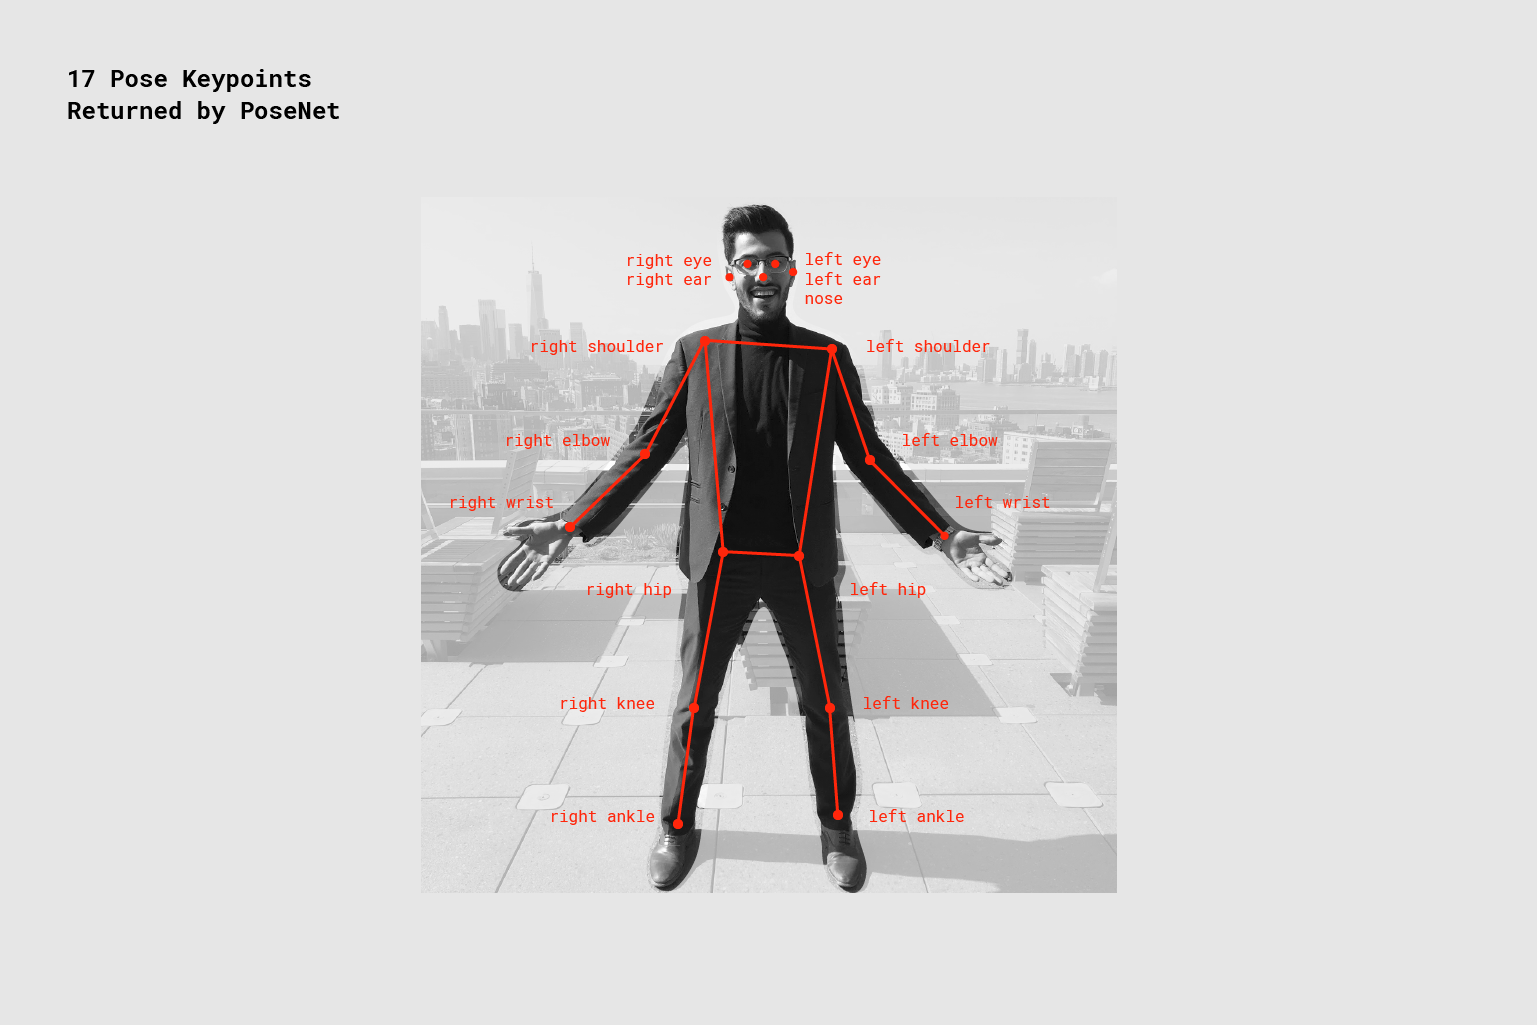 17 Pose Keypoints
Returned by PoseNet
right eye
left eye
right ear
left ear
nose
right shoulder
left shoulder
right elbow
left elbow
right wrist
left wrist
right hip
left hip
right knee
left knee
right ankle
left ankle